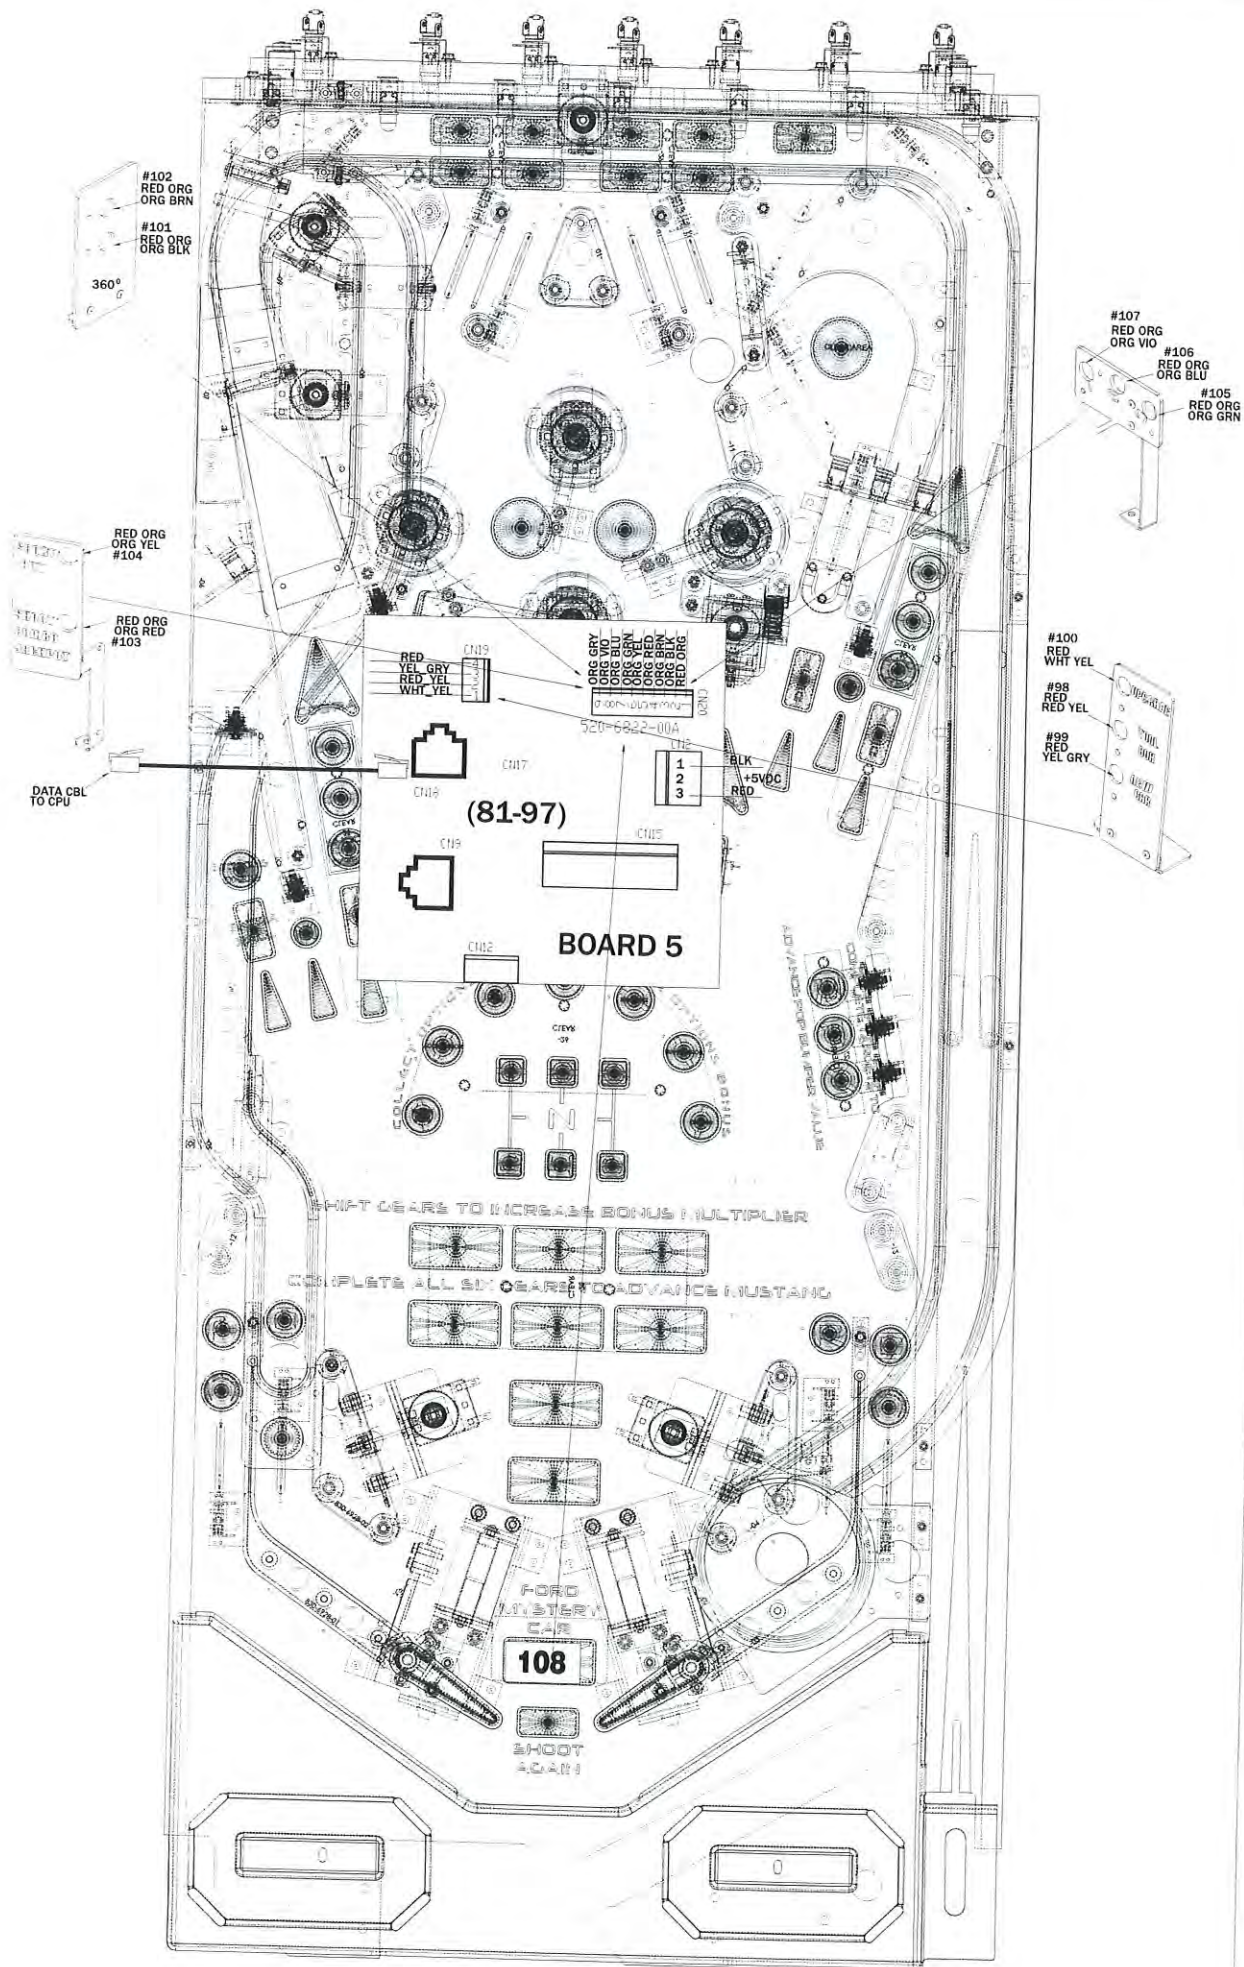 #102
RED ORG
ORG BRN
#101
RED ORG
ORG BLK
360°
#107
RED ORG
ORG VIO
#106
RED ORG
ORG BLU
#105
RED ORG
ORG GRN
RED ORG
ORG YEL
#104
RED ORG
ORG RED
#103
DATA CBL
TO CPU
#100
RED
WHT YEL
#98
RED
RED YEL
#99
RED
YEL GRY
CN19
RED
YEL_GRY
RED_YEL
WHT_YEL
ORG GRY
ORG VIO
ORG BLU
ORG GRN
ORG YEL
ORG RED
ORG BRN
ORG BLK
RED ORG
CN20
520-6822-00A
CN17
CN18
CN2
1 BLK
2 +5VDC
3 RED
(81-97)
CN9
CN15
CN12
BOARD 5
ADVANCE POP BUMPER VALUE
SHIFT GEARS TO INCREASE BONUS MULTIPLIER
COMPLETE ALL SIX GEARS TO ADVANCE MUSTANG
FORD
MYSTERY
CAR
108
SHOOT
AGAIN